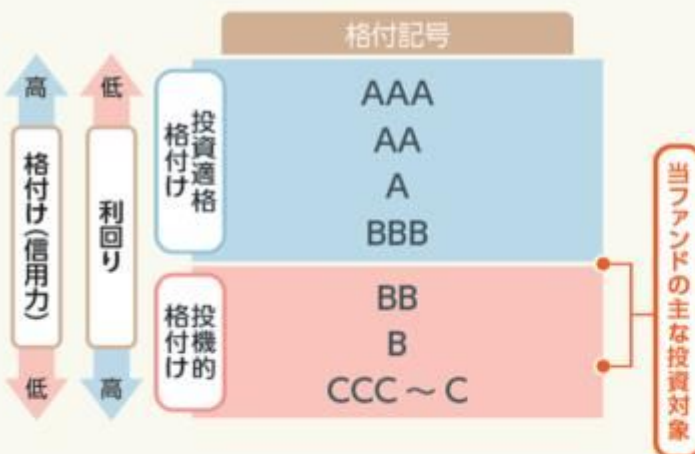 格付記号
高
格付け(信用力)
低
低
利回り
高
投資適格
格付け
AAA
AA
A
BBB
投機的
格付け
BB
B
CCC ～ C
当ファンドの主な投資対象